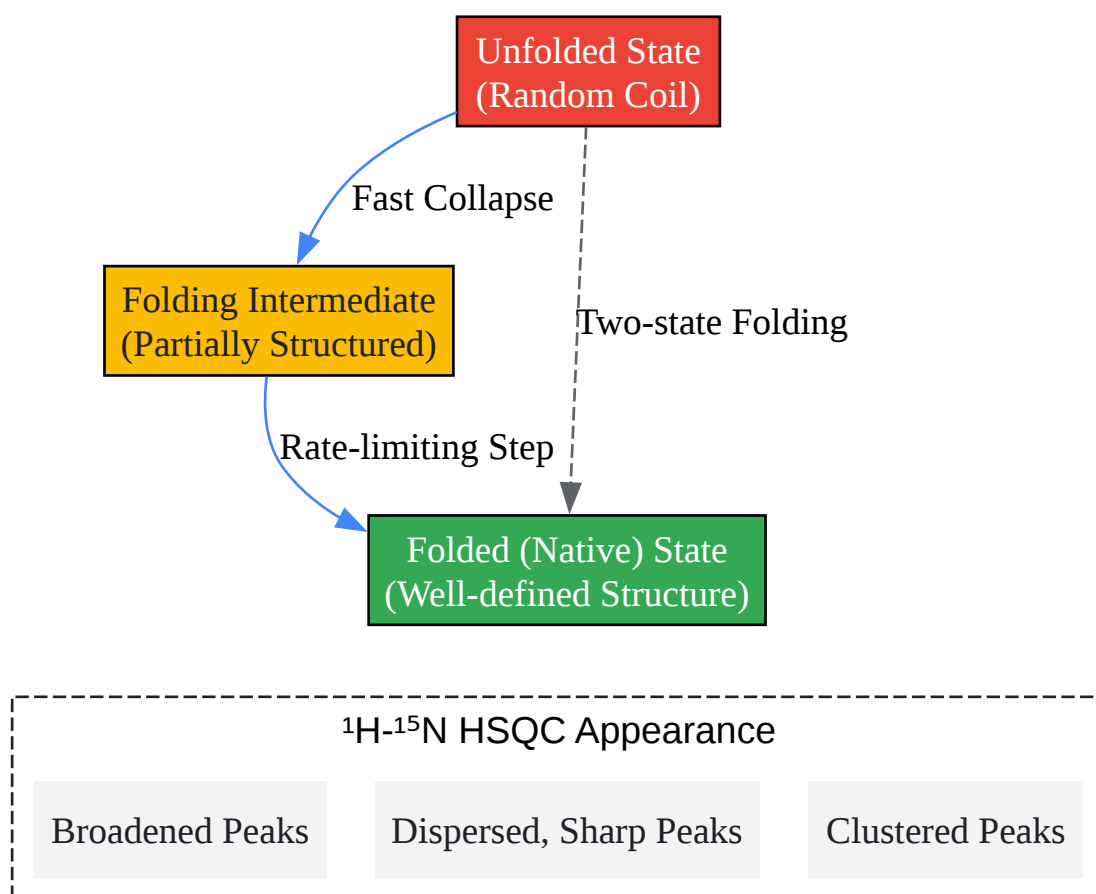 Unfolded State
(Random Coil)
Fast Collapse
Folding Intermediate
(Partially Structured)
Two-state Folding
Rate-limiting Step
Folded (Native) State
(Well-defined Structure)
¹H-¹⁵N HSQC Appearance
Broadened Peaks
Dispersed, Sharp Peaks
Clustered Peaks